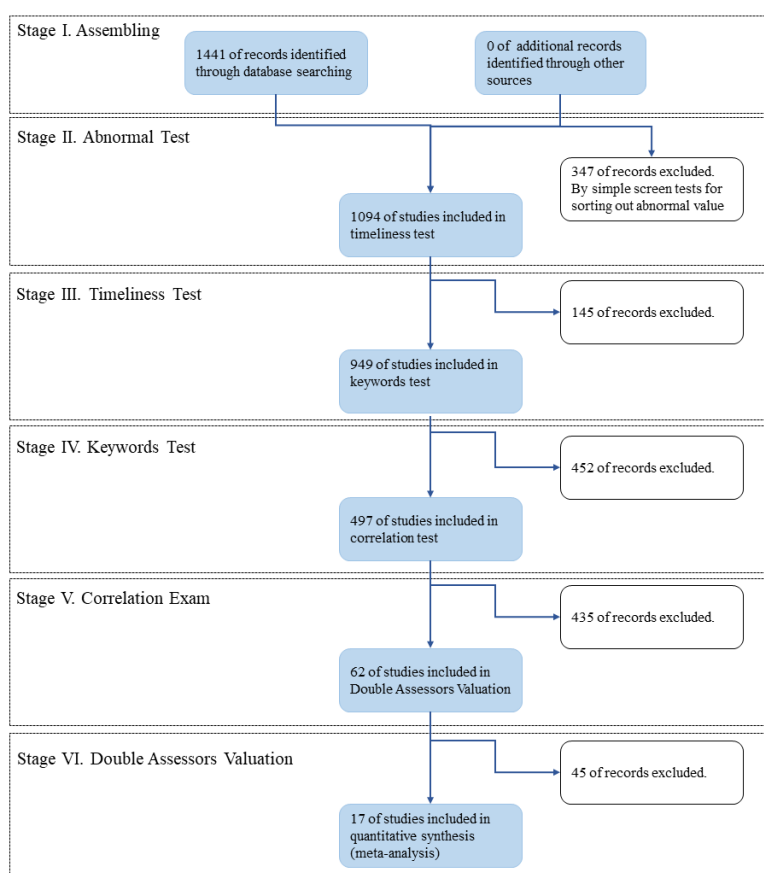 Stage I. Assembling
1441 of records identified
through database searching
0 of additional records
identified through other
sources
Stage II. Abnormal Test
347 of records excluded.
By simple screen tests for
sorting out abnormal value
1094 of studies included in
timeliness test
Stage III. Timeliness Test
145 of records excluded.
949 of studies included in
keywords test
Stage IV. Keywords Test
452 of records excluded.
497 of studies included in
correlation test
Stage V. Correlation Exam
435 of records excluded.
62 of studies included in
Double Assessors Valuation
Stage VI. Double Assessors Valuation
45 of records excluded.
17 of studies included in
quantitative synthesis
(meta-analysis)